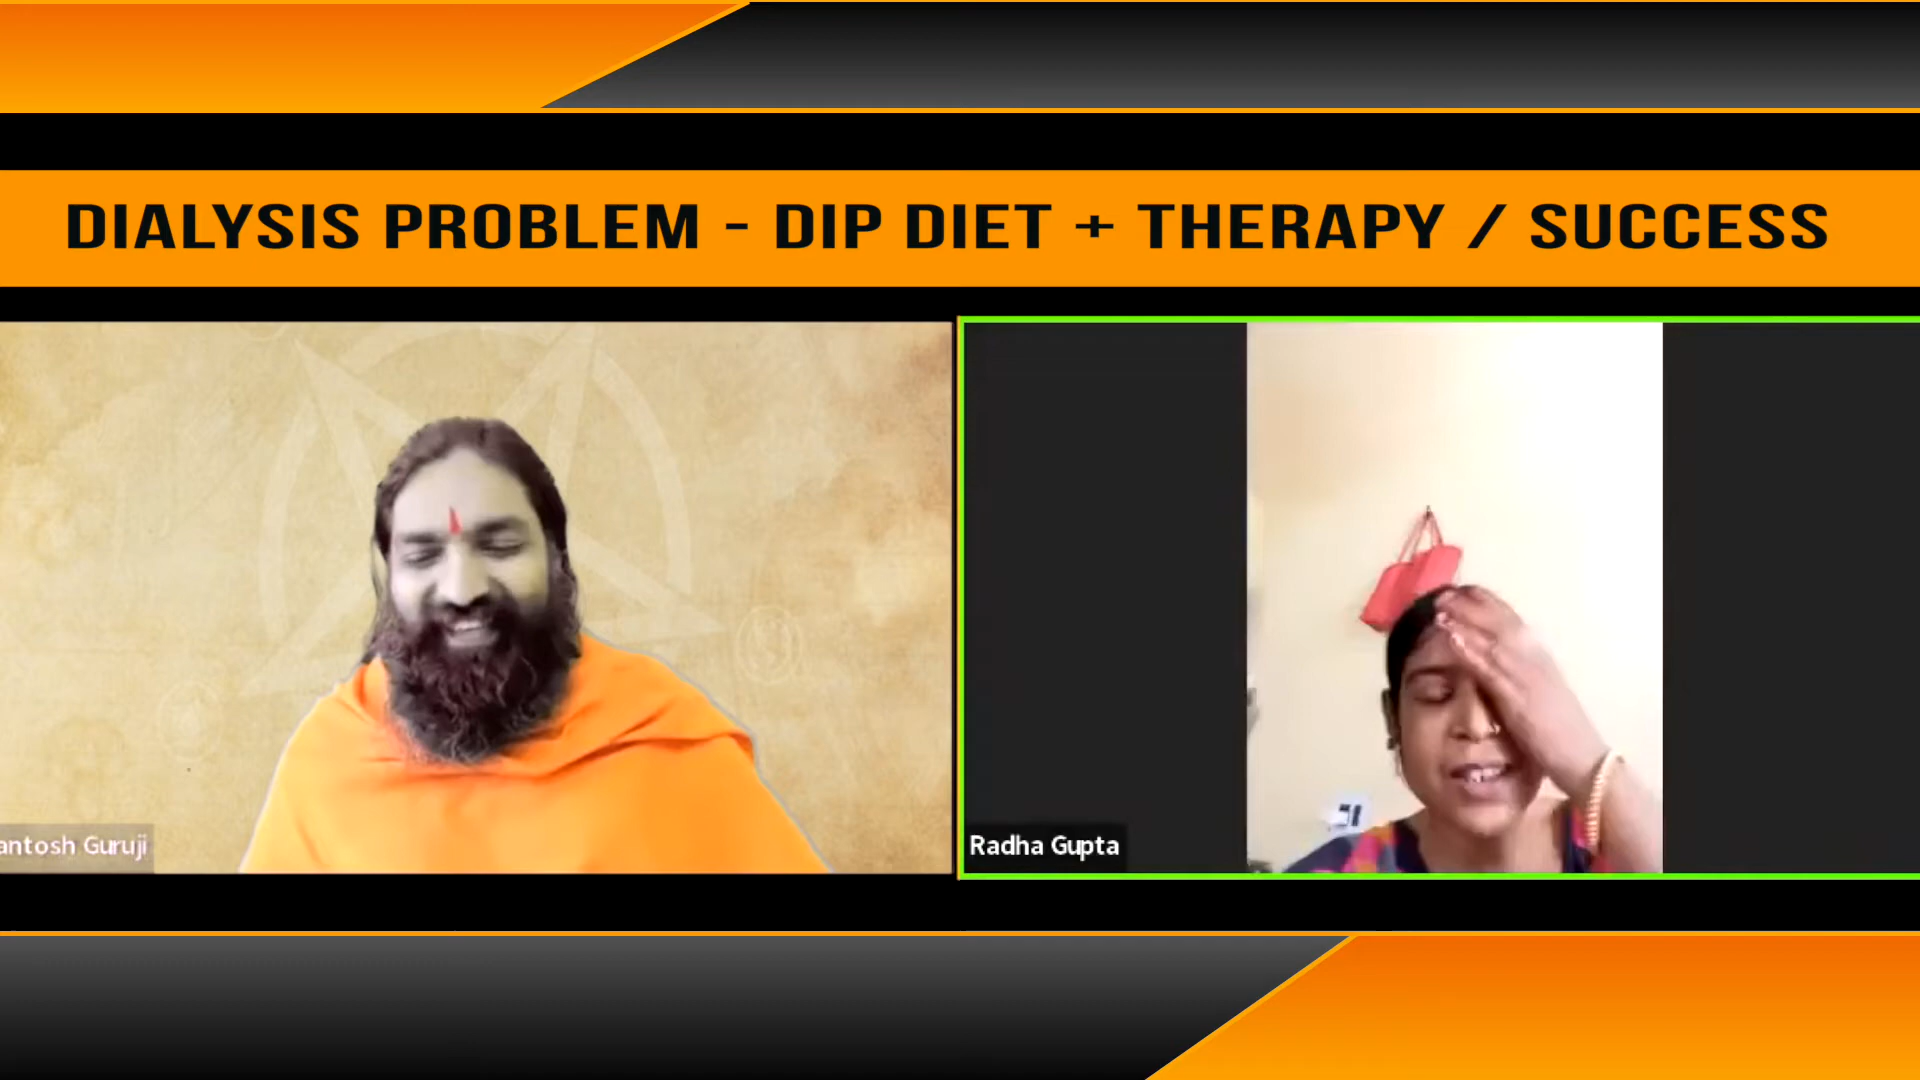 DIALYSIS PROBLEM - DIP DIET + THERAPY / SUCCESS
antosh Guruji
Radha Gupta